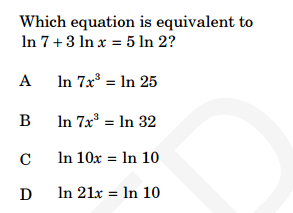 Which equation is equivalent to
ln 7 + 3 ln x = 5 ln 2?
A ln 7x³ = ln 25
B ln 7x³ = ln 32
C ln 10x = ln 10
D ln 21x = ln 10